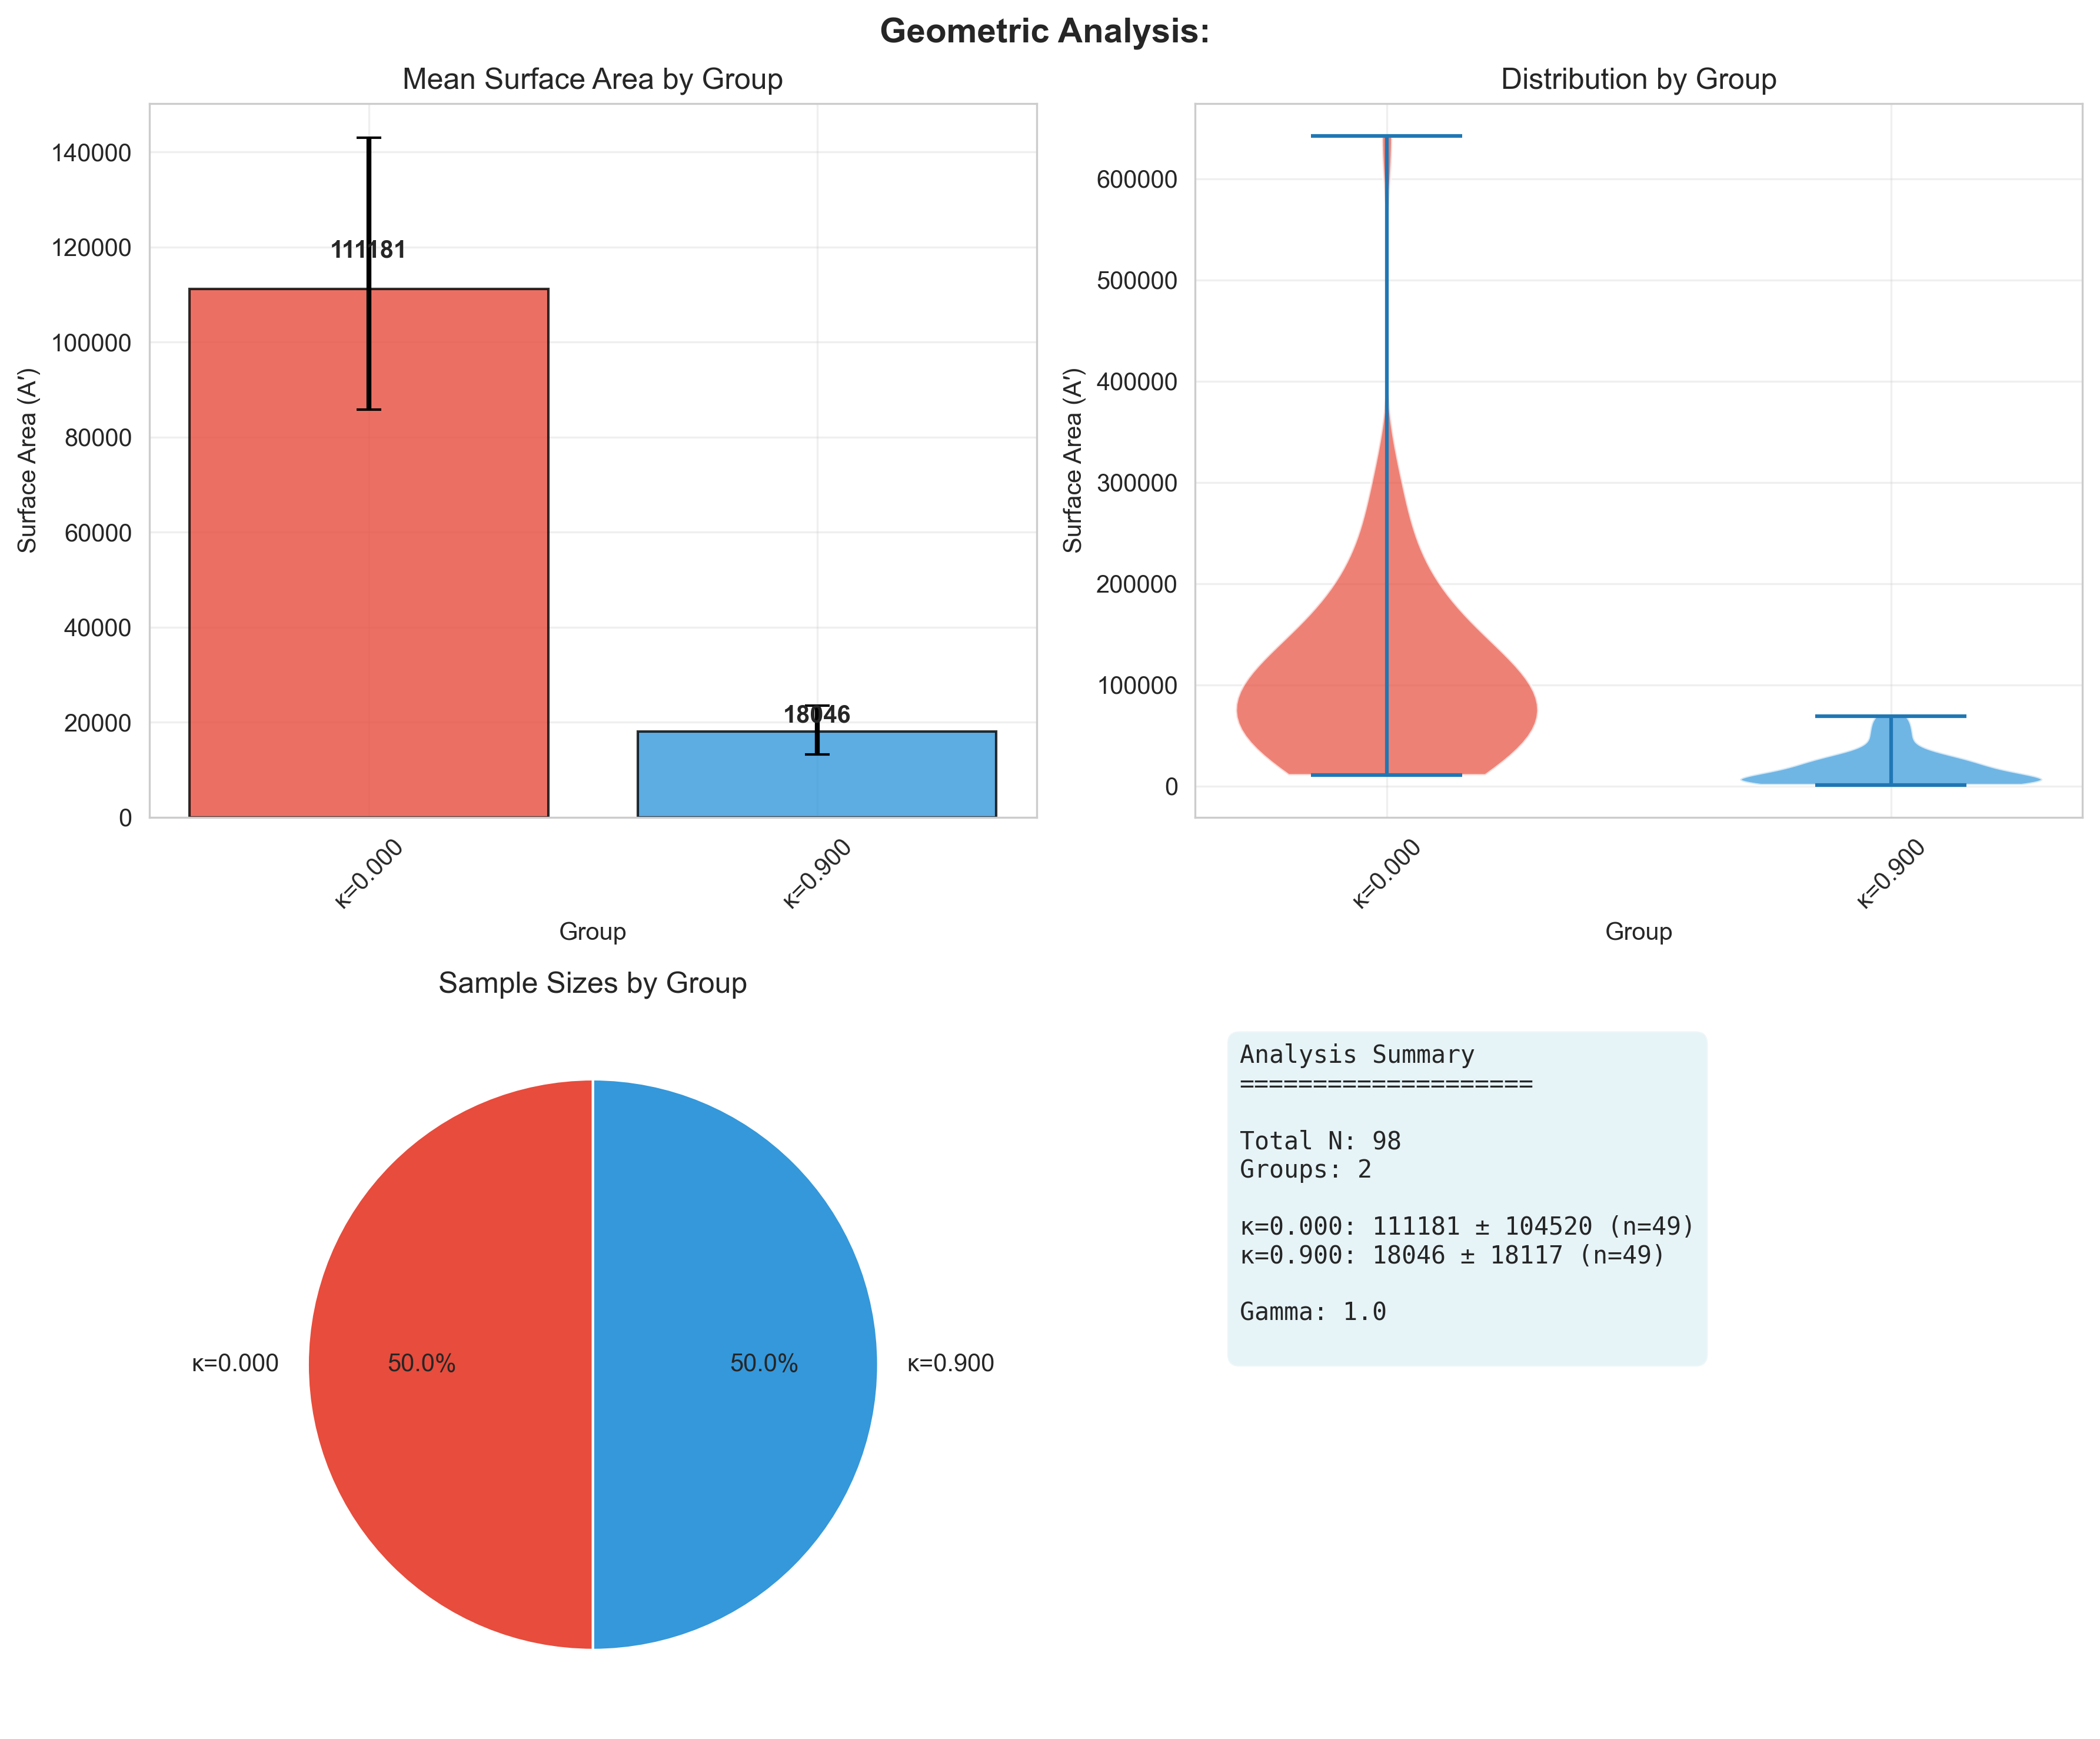 Geometric Analysis:
Mean Surface Area by Group
Surface Area (A′)
140000
120000
100000
80000
60000
40000
20000
0
111181
18046
κ=0.000
κ=0.900
Group
Distribution by Group
Surface Area (A′)
600000
500000
400000
300000
200000
100000
0
κ=0.000
κ=0.900
Group
Sample Sizes by Group
κ=0.000
50.0%
50.0%
κ=0.900
Analysis Summary
====================
Total N: 98
Groups: 2
κ=0.000: 111181 ± 104520 (n=49)
κ=0.900: 18046 ± 18117 (n=49)
Gamma: 1.0